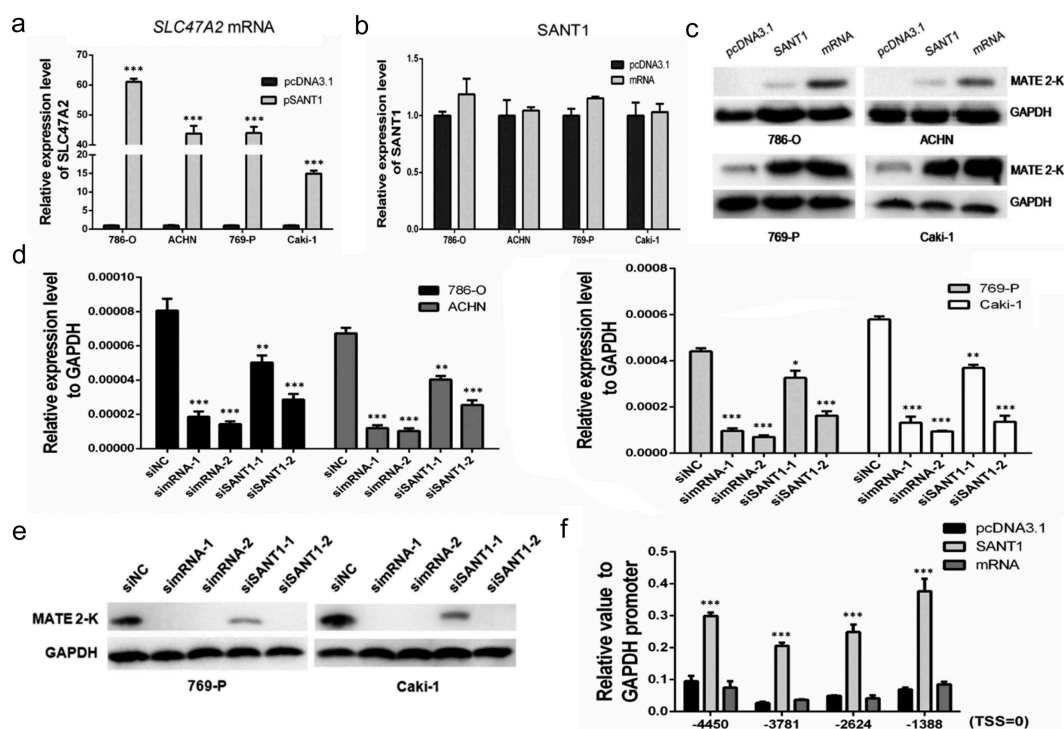 a
SLC47A2 mRNA
Relative expression level
of SLC47A2
70
60
50
40
30
15
10
5
0
***
***
***
***
pcDNA3.1
pSANT1
786-O
ACHN
769-P
Caki-1
b
SANT1
Relative expression level
of SANT1
1.5
1.0
0.5
0.0
pcDNA3.1
mRNA
786-O
ACHN
769-P
Caki-1
c
pcDNA3.1
SANT1
mRNA
pcDNA3.1
SANT1
mRNA
MATE 2-K
GAPDH
786-O
ACHN
MATE 2-K
GAPDH
769-P
Caki-1
d
Relative expression level
to GAPDH
0.00010
0.00008
0.00006
0.00004
0.00002
0.00000
786-O
ACHN
***
***
**
***
***
***
**
***
siNC
simRNA-1
simRNA-2
siSANT1-1
siSANT1-2
siNC
simRNA-1
simRNA-2
siSANT1-1
siSANT1-2
Relative expression level
to GAPDH
0.0008
0.0006
0.0004
0.0002
0.0000
769-P
Caki-1
***
***
*
***
***
***
**
***
siNC
simRNA-1
simRNA-2
siSANT1-1
siSANT1-2
siNC
simRNA-1
simRNA-2
siSANT1-1
siSANT1-2
e
siNC
simRNA-1
simRNA-2
siSANT1-1
siSANT1-2
siNC
simRNA-1
simRNA-2
siSANT1-1
siSANT1-2
MATE 2-K
GAPDH
769-P
Caki-1
f
Relative value to
GAPDH promoter
0.5
0.4
0.3
0.2
0.1
0.0
pcDNA3.1
SANT1
mRNA
***
***
***
***
-4450
-3781
-2624
-1388
(TSS=0)